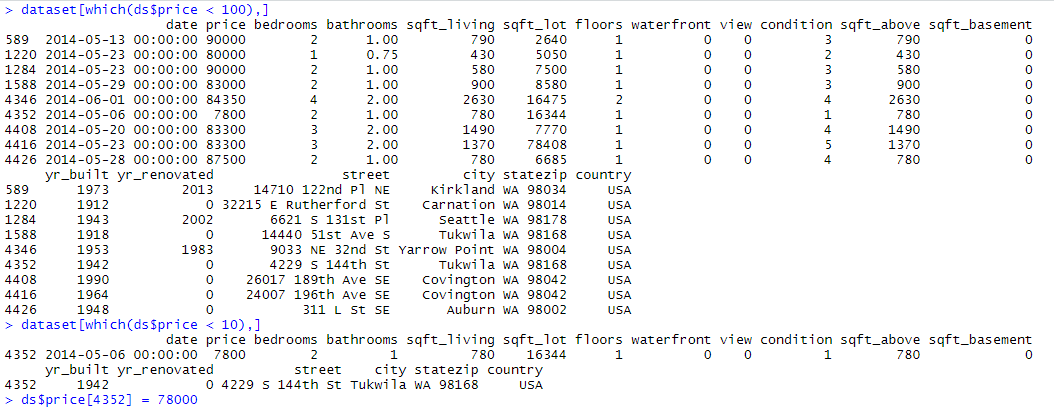 > dataset[which(ds$price < 100),]
                    date price bedrooms bathrooms sqft_living sqft_lot floors waterfront view condition sqft_above sqft_basement
589  2014-05-13 00:00:00 90000        2      1.00         790     2640      1          0    0         3        790             0
1220 2014-05-23 00:00:00 80000        1      0.75         430     5050      1          0    0         2        430             0
1284 2014-05-23 00:00:00 90000        2      1.00         580     7500      1          0    0         3        580             0
1588 2014-05-29 00:00:00 83000        2      1.00         900     8580      1          0    0         3        900             0
4346 2014-06-01 00:00:00 84350        4      2.00        2630    16475      2          0    0         4       2630             0
4352 2014-05-06 00:00:00  7800        2      1.00         780    16344      1          0    0         1        780             0
4408 2014-05-20 00:00:00 83300        3      2.00        1490     7770      1          0    0         4       1490             0
4416 2014-05-23 00:00:00 83300        3      2.00        1370    78408      1          0    0         5       1370             0
4426 2014-05-28 00:00:00 87500        2      1.00         780     6685      1          0    0         4        780             0
     yr_built yr_renovated                street         city statezip country
589      1973         2013      14710 122nd Pl NE     Kirkland WA 98034     USA
1220     1912            0 32215 E Rutherford St    Carnation WA 98014     USA
1284     1943         2002       6621 S 131st Pl      Seattle WA 98178     USA
1588     1918            0      14440 51st Ave S      Tukwila WA 98168     USA
4346     1953         1983       9033 NE 32nd St Yarrow Point WA 98004     USA
4352     1942            0       4229 S 144th St      Tukwila WA 98168     USA
4408     1990            0    26017 189th Ave SE    Covington WA 98042     USA
4416     1964            0    24007 196th Ave SE    Covington WA 98042     USA
4426     1948            0           311 L St SE       Auburn WA 98002     USA
> dataset[which(ds$price < 10),]
                    date price bedrooms bathrooms sqft_living sqft_lot floors waterfront view condition sqft_above sqft_basement
4352 2014-05-06 00:00:00  7800        2         1         780    16344      1          0    0         1        780             0
     yr_built yr_renovated          street    city statezip country
4352     1942            0 4229 S 144th St Tukwila WA 98168     USA
> ds$price[4352] = 78000